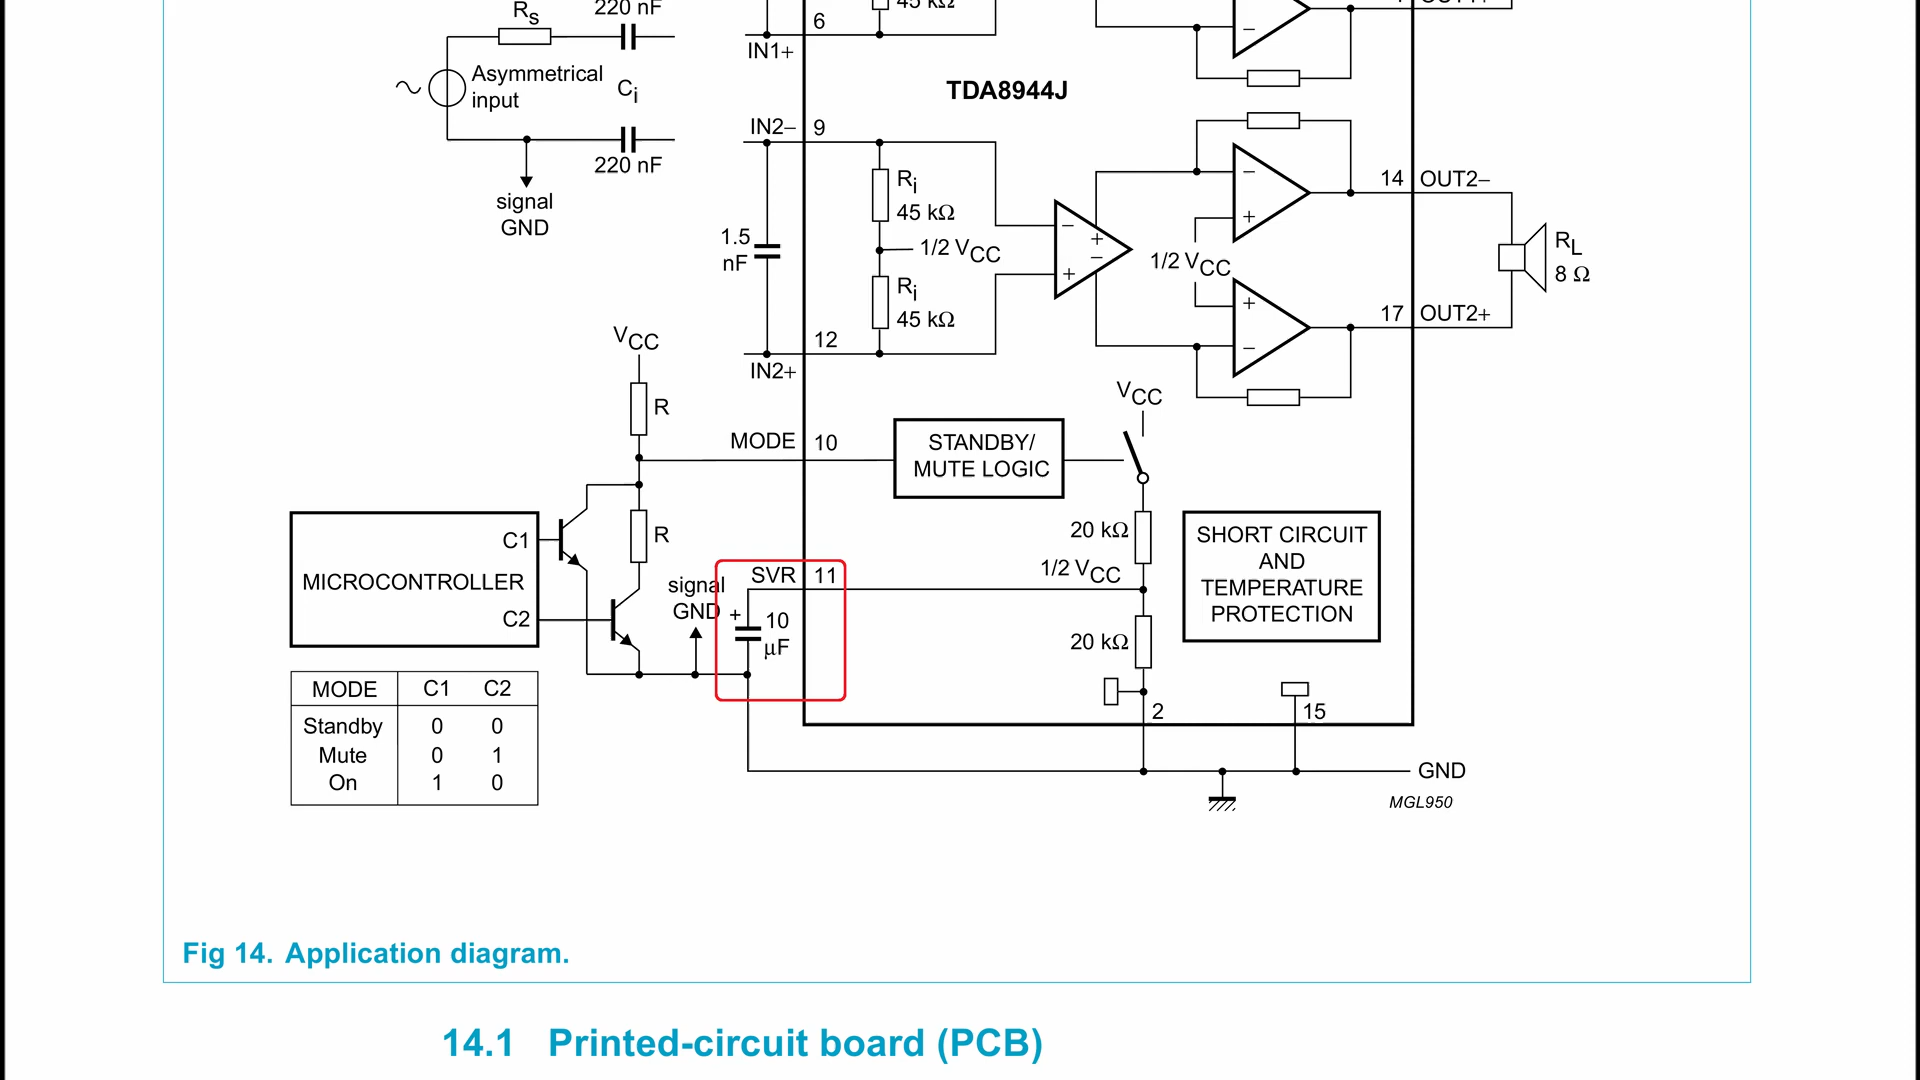 Rs
220 nF
Asymmetrical
input
Ci
220 nF
signal
GND
6
45 kΩ
IN1+
TDA8944J
IN2− 9
Ri
45 kΩ
1.5
nF
1/2 VCC
Ri
45 kΩ
12
IN2+
− + − +
1/2 VCC
− +
+ −
14 OUT2−
17 OUT2+
RL
8 Ω
VCC
R
MODE 10
STANDBY/
MUTE LOGIC
VCC
20 kΩ
1/2 VCC
20 kΩ
SHORT CIRCUIT
AND
TEMPERATURE
PROTECTION
MICROCONTROLLER
C1
C2
R
signal
GND
SVR 11
+ 10
μF
2
15
GND
MGL950
MODE C1 C2
Standby 0 0
Mute 0 1
On 1 0
Fig 14. Application diagram.
14.1 Printed-circuit board (PCB)